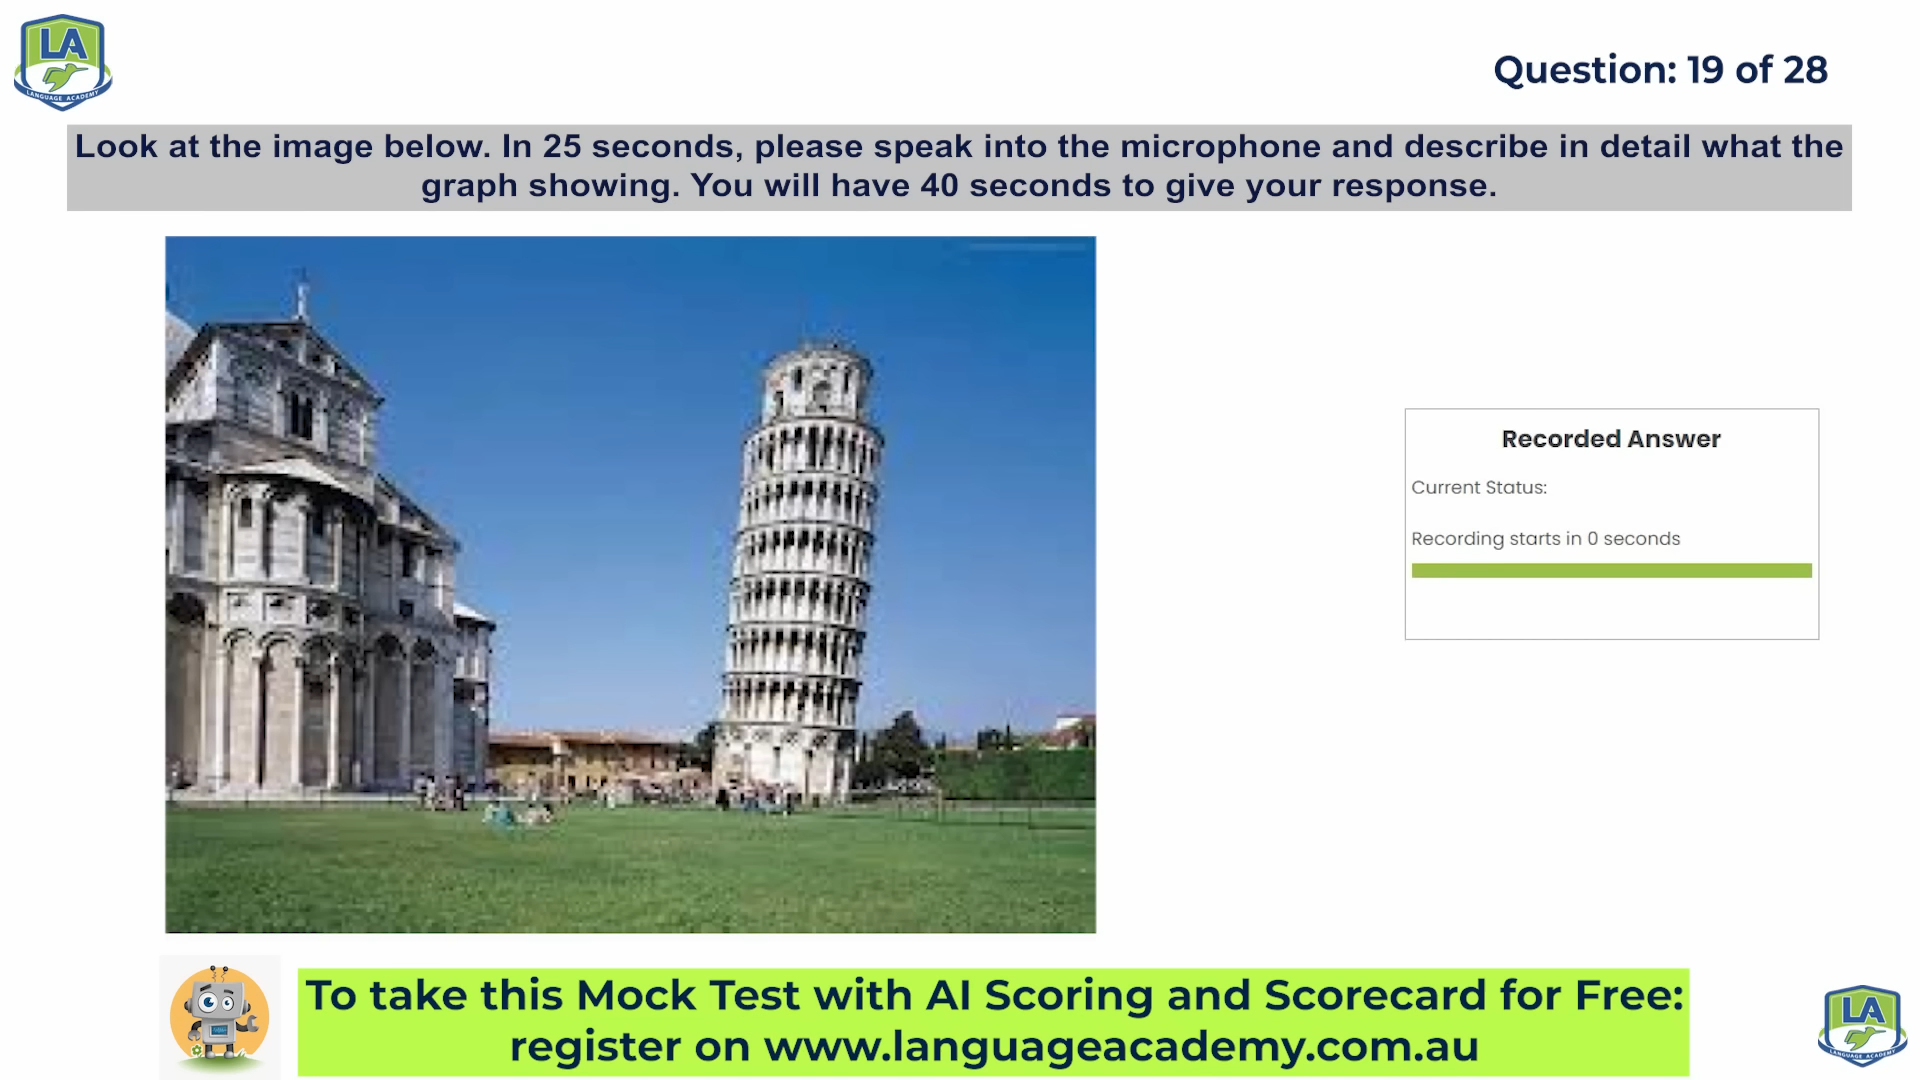 LA
LANGUAGE ACADEMY
Question: 19 of 28
Look at the image below. In 25 seconds, please speak into the microphone and describe in detail what the
graph showing. You will have 40 seconds to give your response.
Recorded Answer
Current Status:
Recording starts in 0 seconds
To take this Mock Test with AI Scoring and Scorecard for Free:
register on www.languageacademy.com.au
LA
LANGUAGE ACADEMY